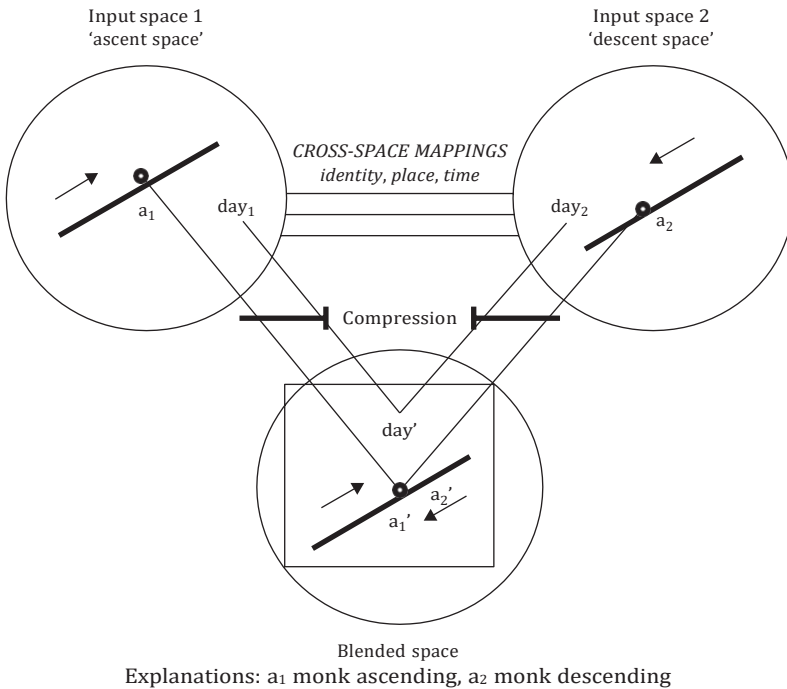 Input space 1
‘ascent space’
Input space 2
‘descent space’
CROSS-SPACE MAPPINGS
identity, place, time
a₁
day₁
day₂
a₂
Compression
day’
a₂’
a₁’
Blended space
Explanations: a₁ monk ascending, a₂ monk descending